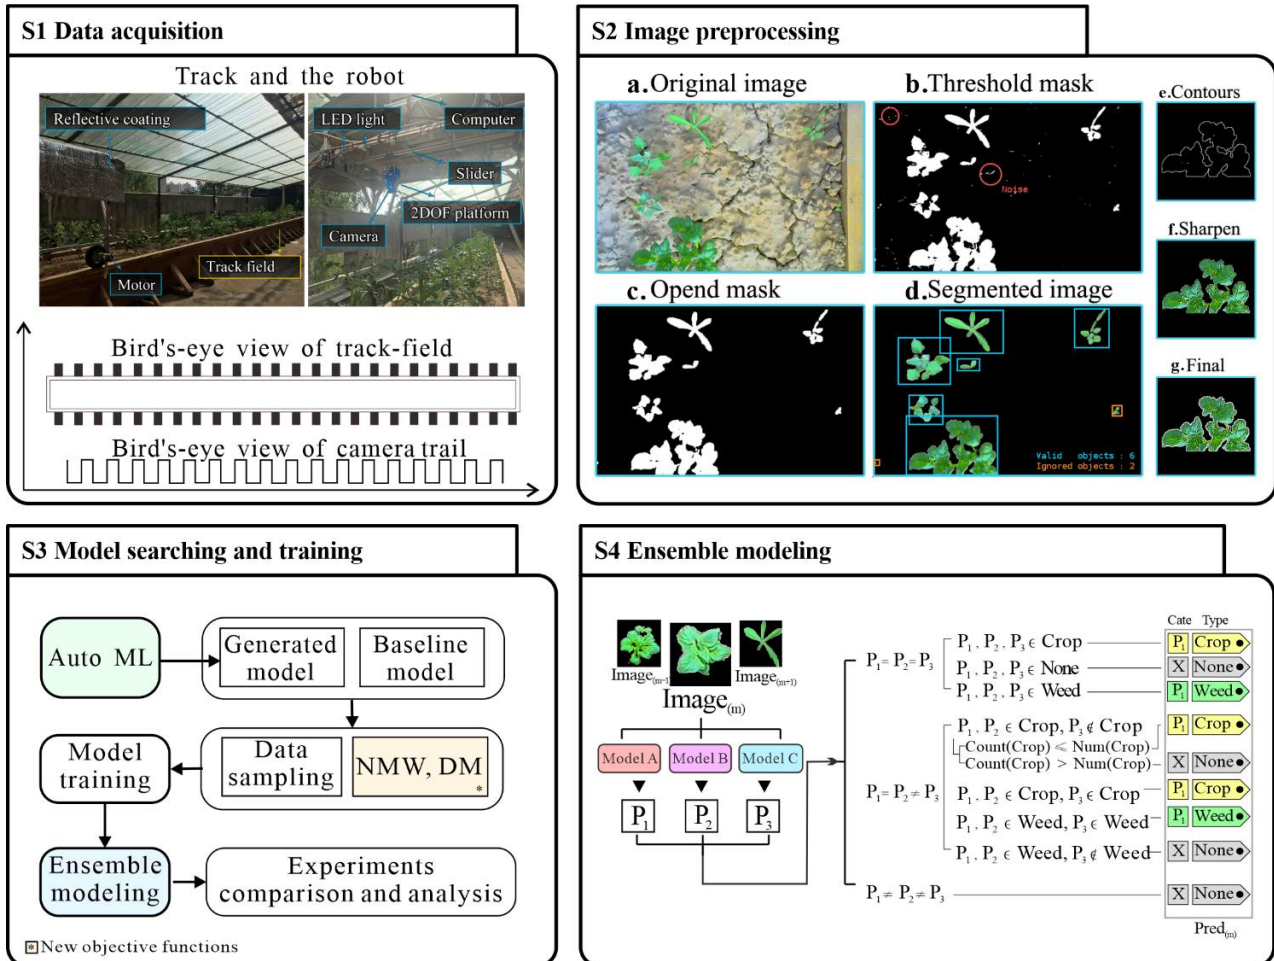 S1 Data acquisition
Track and the robot
Reflective coating
Motor
Track field
LED light
Computer
Slider
2DOF platform
Camera
Bird's-eye view of track-field
Bird's-eye view of camera trail
S2 Image preprocessing
a.Original image
b.Threshold mask
Noise
c.Opend mask
d.Segmented image
Valid objects : 6
Ignored objects : 2
e.Contours
f.Sharpen
g.Final
S3 Model searching and training
Auto ML
Generated
model
Baseline
model
Model
training
Data
sampling
NMW, DM
*
Ensemble
modeling
Experiments
comparison and analysis
* New objective functions
S4 Ensemble modeling
Image(m-1)
Image(m)
Image(m+1)
Model A
Model B
Model C
P1
P2
P3
Cate Type
P1 = P2 = P3
P1 , P2 , P3 ∈ Crop
P1 Crop
P1 , P2 , P3 ∈ None
X None
P1 , P2 , P3 ∈ Weed
P1 Weed
P1 = P2 ≠ P3
P1 , P2 ∈ Crop, P3 ∉ Crop
Count(Crop) ⩽ Num(Crop)
P1 Crop
Count(Crop) > Num(Crop)
X None
P1 , P2 ∈ Crop, P3 ∈ Crop
P1 Crop
P1 , P2 ∈ Weed, P3 ∈ Weed
P1 Weed
P1 , P2 ∈ Weed, P3 ∉ Weed
X None
P1 ≠ P2 ≠ P3
X None
Pred(m)